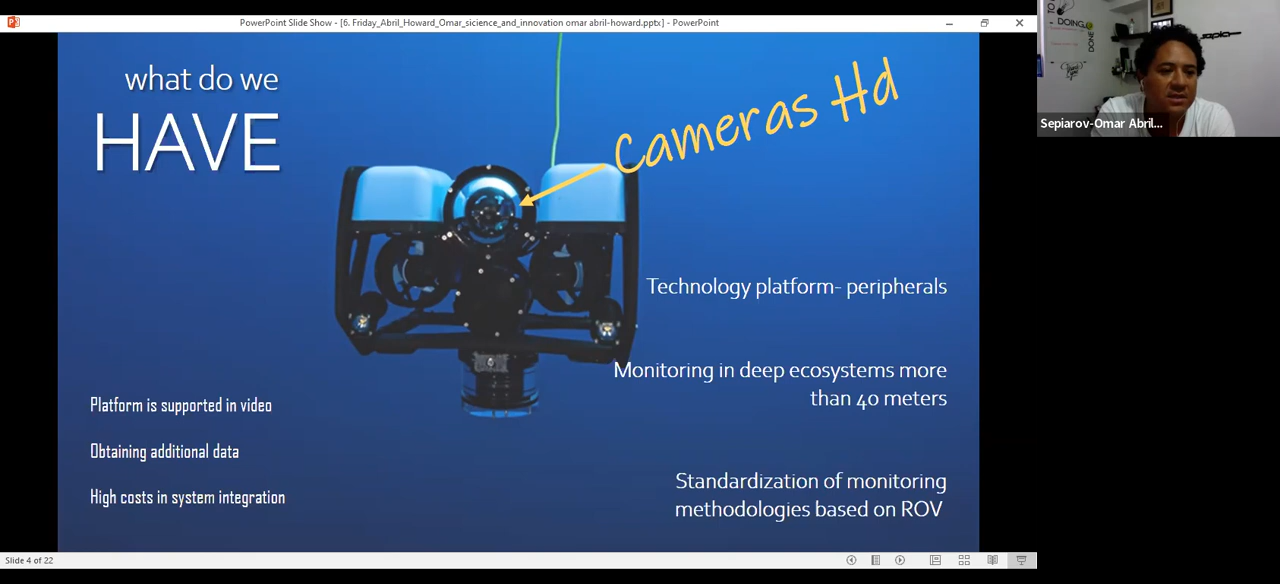 PowerPoint Slide Show - [6. Friday_Abril_Howard_Omar_sicience_and_innovation omar abril-howard.pptx] - PowerPoint
what do we
HAVE
Cameras Hd
Technology platform- peripherals
Monitoring in deep ecosystems more
than 40 meters
Standardization of monitoring
methodologies based on ROV
Platform is supported in video
Obtaining additional data
High costs in system integration
Slide 4 of 22
DOING
DONE
Sepiarov-Omar Abril...